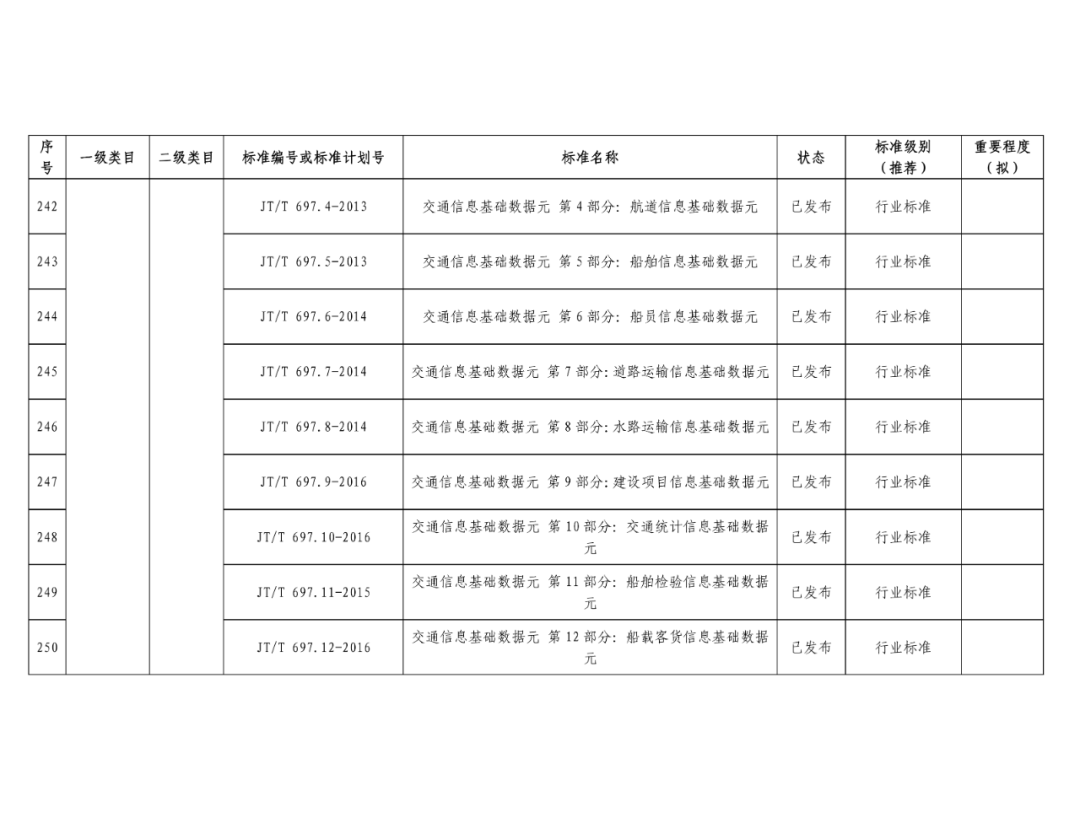 序号 一级类目 二级类目 标准编号或标准计划号 标准名称 状态 标准级别（推荐） 重要程度（拟）
242 JT/T 697.4-2013 交通信息基础数据元 第 4 部分：航道信息基础数据元 已发布 行业标准
243 JT/T 697.5-2013 交通信息基础数据元 第 5 部分：船舶信息基础数据元 已发布 行业标准
244 JT/T 697.6-2014 交通信息基础数据元 第 6 部分：船员信息基础数据元 已发布 行业标准
245 JT/T 697.7-2014 交通信息基础数据元 第 7 部分：道路运输信息基础数据元 已发布 行业标准
246 JT/T 697.8-2014 交通信息基础数据元 第 8 部分：水路运输信息基础数据元 已发布 行业标准
247 JT/T 697.9-2016 交通信息基础数据元 第 9 部分：建设项目信息基础数据元 已发布 行业标准
248 JT/T 697.10-2016 交通信息基础数据元 第 10 部分：交通统计信息基础数据元 已发布 行业标准
249 JT/T 697.11-2015 交通信息基础数据元 第 11 部分：船舶检验信息基础数据元 已发布 行业标准
250 JT/T 697.12-2016 交通信息基础数据元 第 12 部分：船载客货信息基础数据元 已发布 行业标准